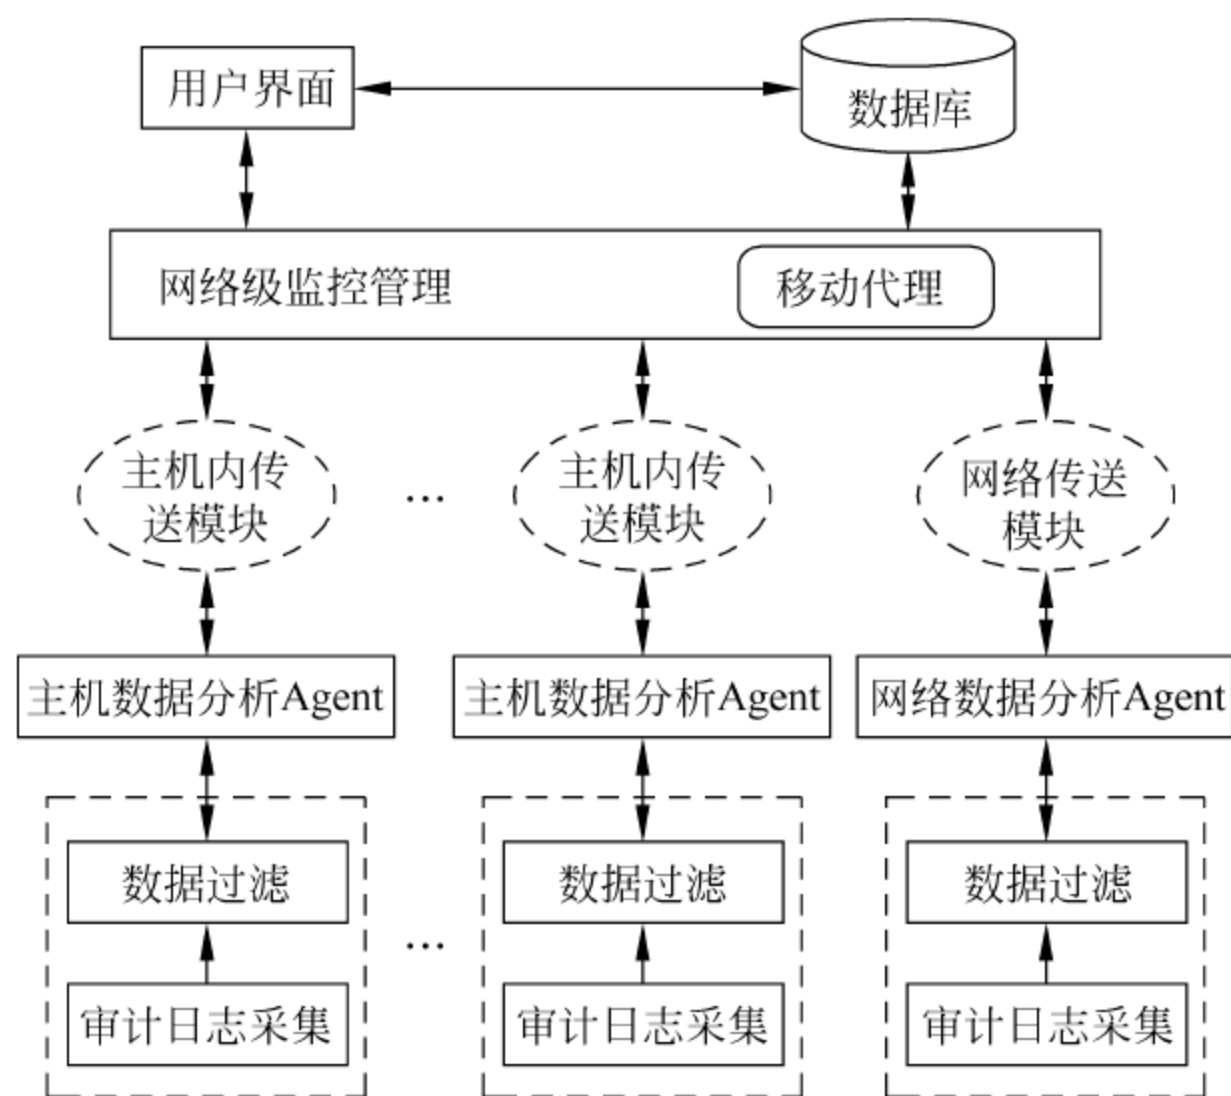 用户界面
数据库
网络级监控管理
移动代理
主机内传
送模块
…
主机内传
送模块
网络传送
模块
主机数据分析Agent
主机数据分析Agent
网络数据分析Agent
数据过滤
数据过滤
数据过滤
…
审计日志采集
审计日志采集
审计日志采集